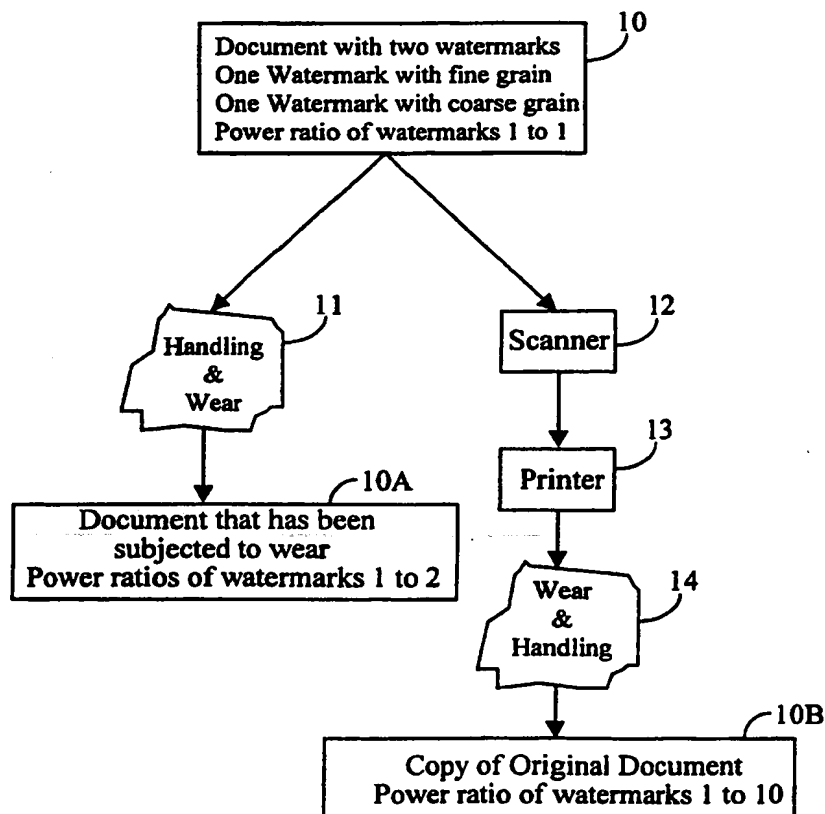 10
Document with two watermarks
One Watermark with fine grain
One Watermark with coarse grain
Power ratio of watermarks 1 to 1
11
Handling
&
Wear
12
Scanner
13
Printer
10A
Document that has been
subjected to wear
Power ratios of watermarks 1 to 2
14
Wear
&
Handling
10B
Copy of Original Document
Power ratio of watermarks 1 to 10